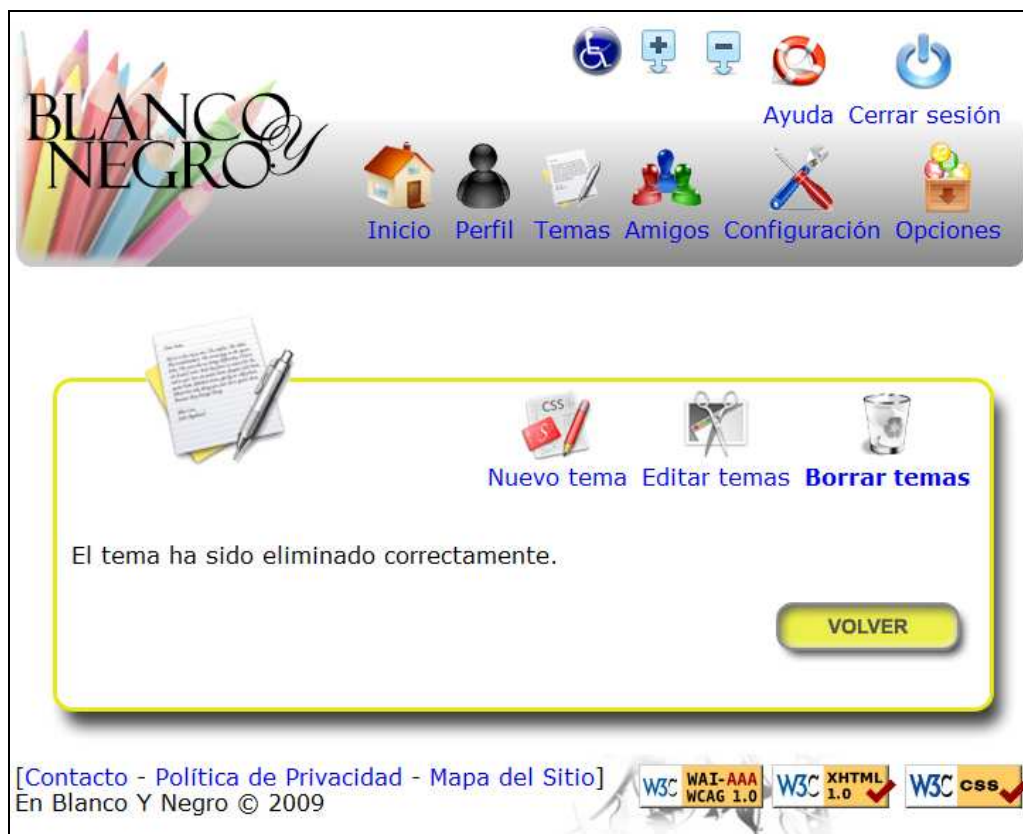 BLANCO Y
NEGRO
Ayuda Cerrar sesión
Inicio Perfil Temas Amigos Configuración Opciones
CSS
S
Nuevo tema Editar temas Borrar temas
El tema ha sido eliminado correctamente.
VOLVER
[Contacto - Política de Privacidad - Mapa del Sitio]
En Blanco Y Negro © 2009
W3C WAI-AAA WCAG 1.0
W3C XHTML 1.0
W3C css